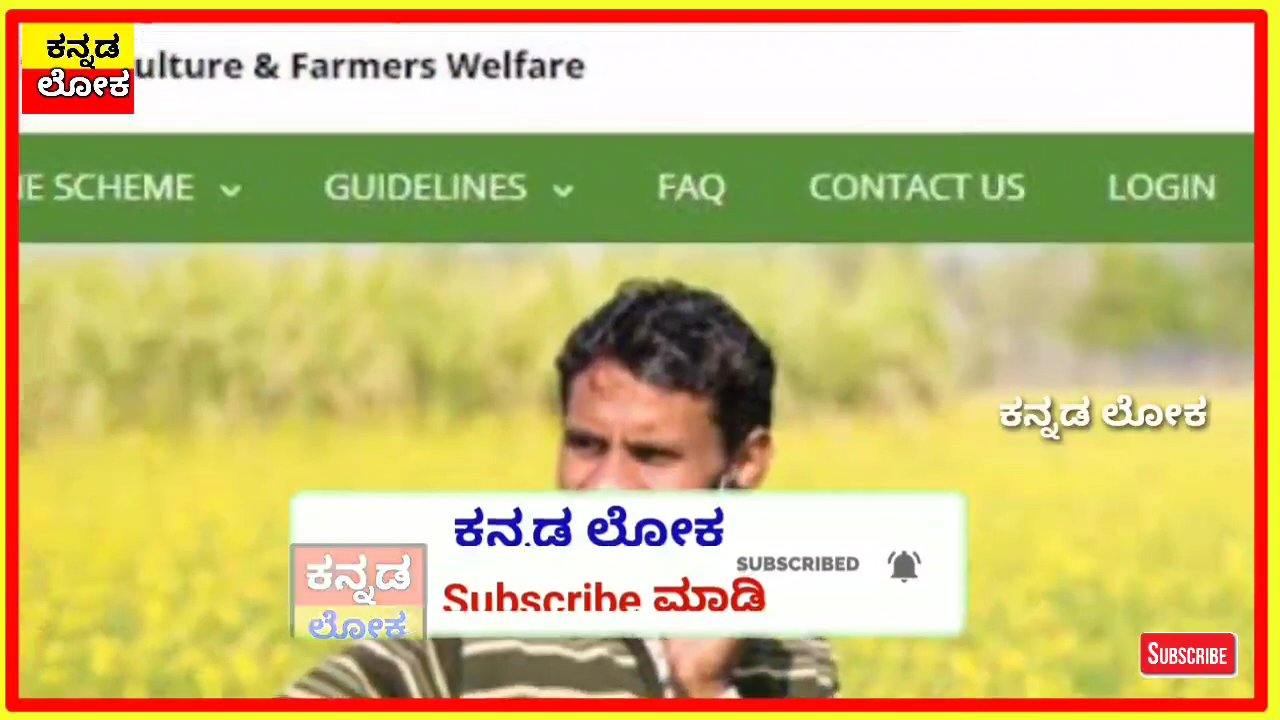 ಕನ್ನಡ
ಲೋಕ
ulture & Farmers Welfare
E SCHEME
GUIDELINES
FAQ
CONTACT US
LOGIN
ಕನ್ನಡ ಲೋಕ
ಕನ್ನಡ ಲೋಕ
SUBSCRIBED
ಕನ್ನಡ
ಲೋಕ
Subscribe ಮಾಡಿ
SUBSCRIBE